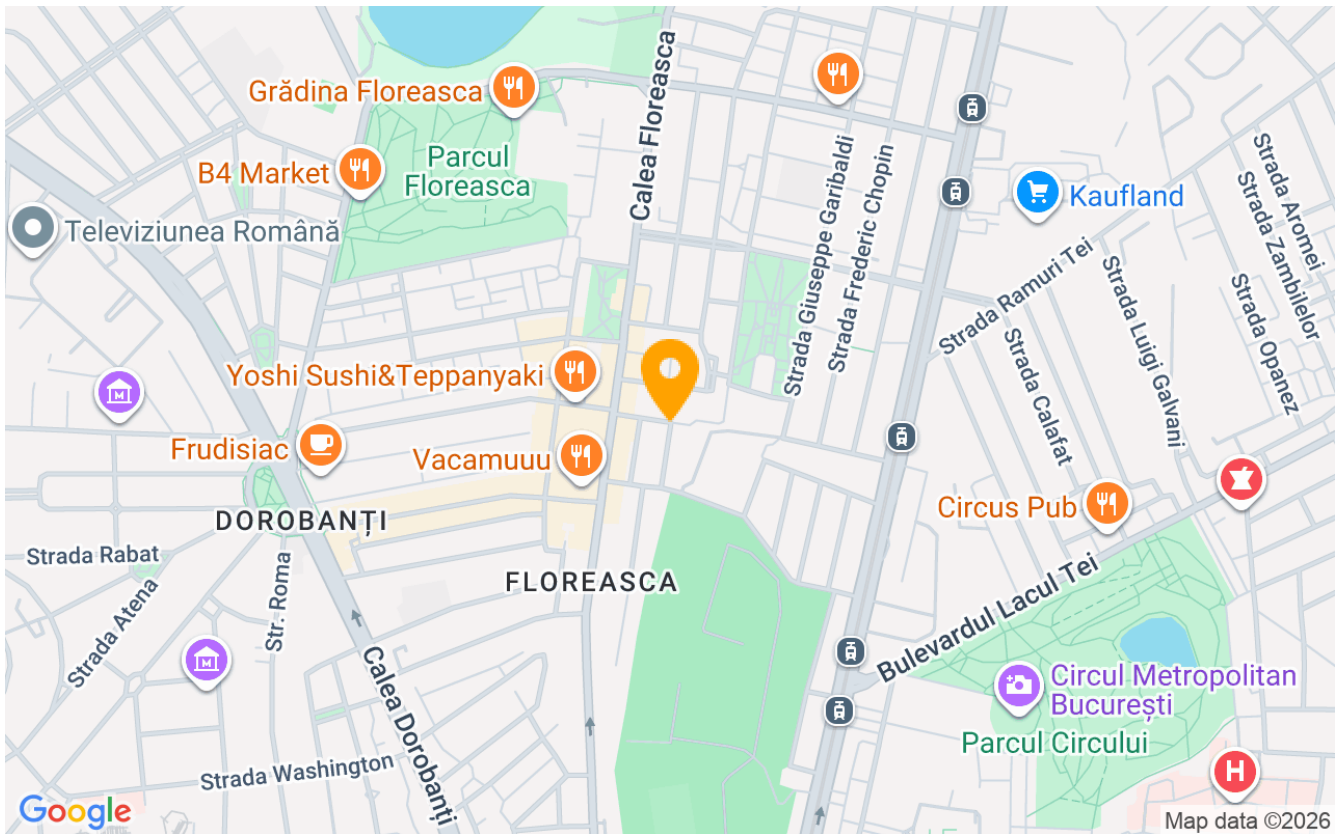 Grădina Floreasca
Calea Floreasca
B4 Market
Parcul
Floreasca
Strada Giuseppe Garibaldi
Strada Frederic Chopin
Kaufland
Strada Aromei
Strada Zambilelor
Televiziunea Română
Strada Ramuri Tei
Strada Luigi Galvani
Strada Opanez
Strada Calafat
Yoshi Sushi&Teppanyaki
Frudisiac
Vacamuuu
Circus Pub
DOROBANȚI
Strada Rabat
FLOREASCA
Strada Atena
Str. Roma
Bulevardul Lacul Tei
Calea Dorobanți
Circul Metropolitan
București
Parcul Circului
Strada Washington
H
Google
Map data ©2026